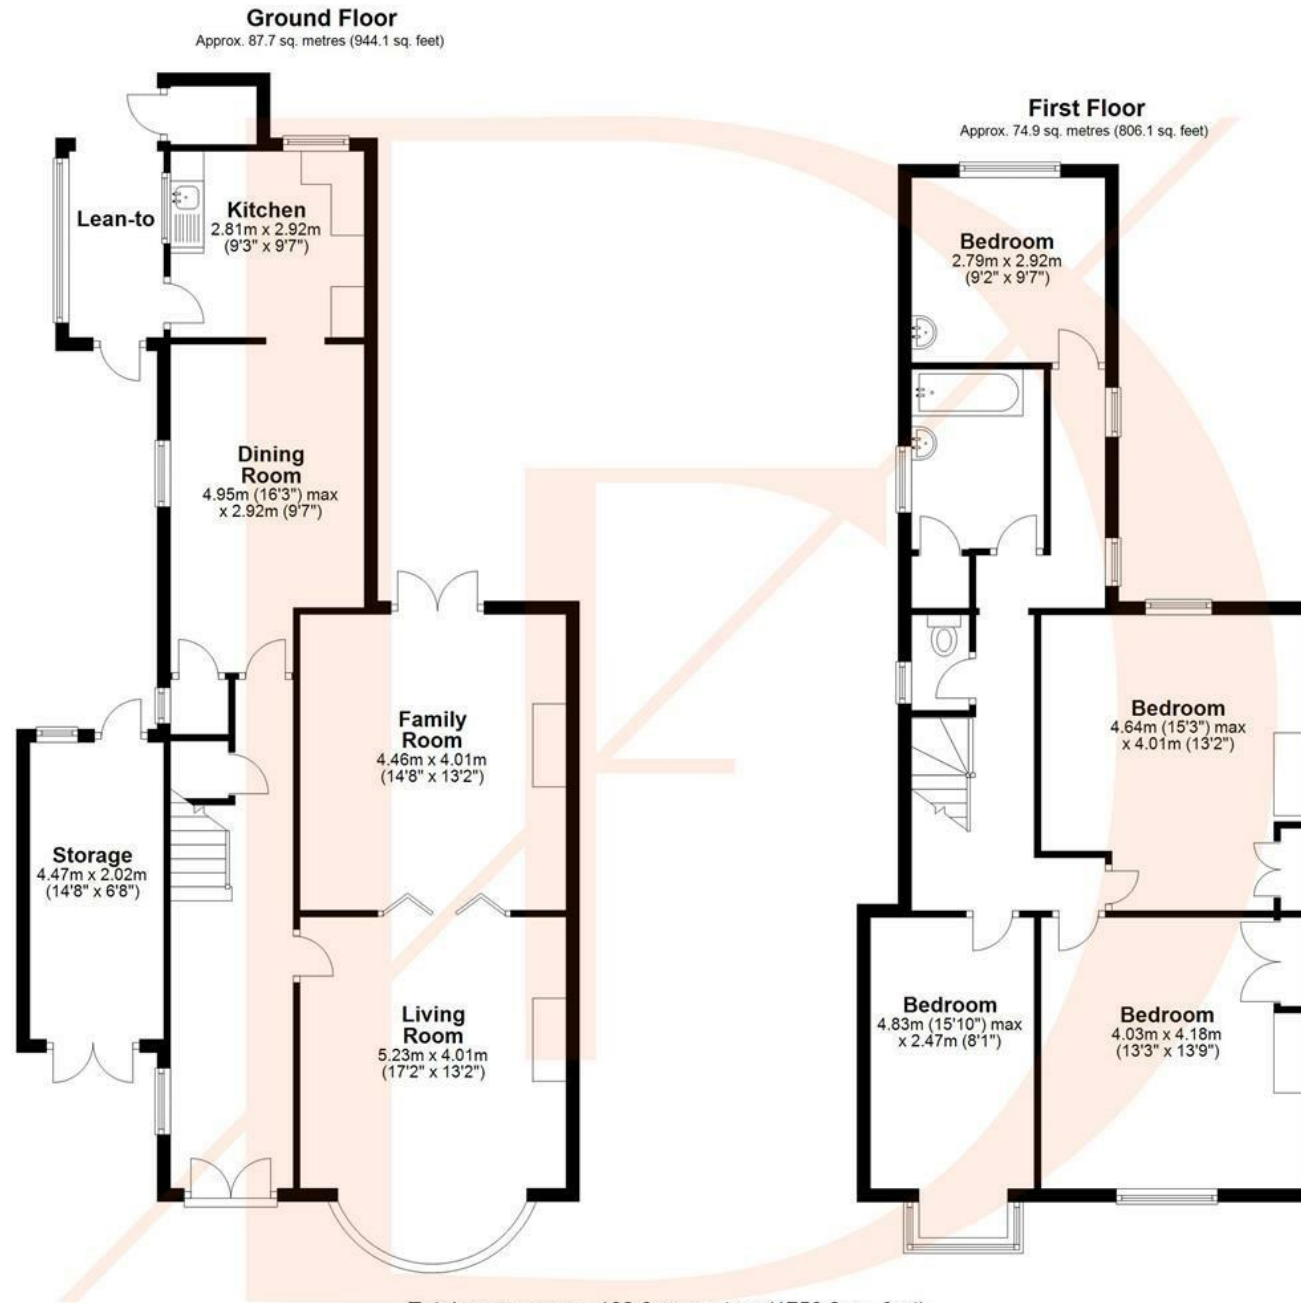 Ground Floor
Approx. 87.7 sq. metres (944.1 sq. feet)
Lean-to
Kitchen
2.81m x 2.92m
(9'3" x 9'7")
Dining
Room
4.95m (16'3") max
x 2.92m (9'7")
Family
Room
4.46m x 4.01m
(14'8" x 13'2")
Storage
4.47m x 2.02m
(14'8" x 6'8")
Living
Room
5.23m x 4.01m
(17'2" x 13'2")
First Floor
Approx. 74.9 sq. metres (806.1 sq. feet)
Bedroom
2.79m x 2.92m
(9'2" x 9'7")
Bedroom
4.64m (15'3") max
x 4.01m (13'2")
Bedroom
4.83m (15'10") max
x 2.47m (8'1")
Bedroom
4.03m x 4.18m
(13'3" x 13'9")